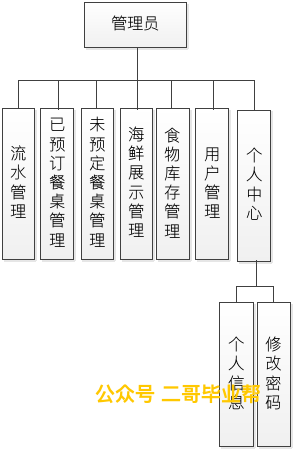 管理员
流水管理
已预订餐桌管理
未预定餐桌管理
海鲜展示管理
食物库存管理
用户管理
个人中心
个人信息
修改密码
公众号 二哥毕业帮